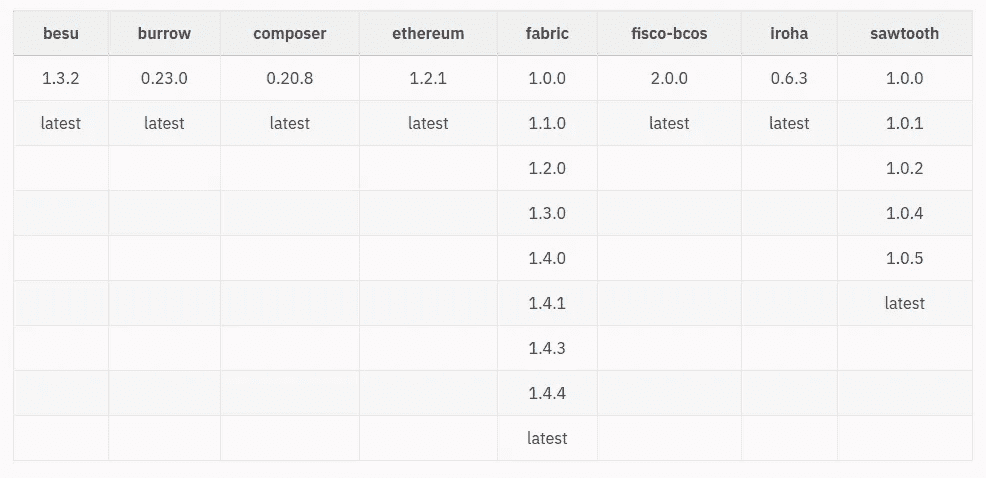 besu burrow composer ethereum fabric fisco-bcos iroha sawtooth
1.3.2 0.23.0 0.20.8 1.2.1 1.0.0 2.0.0 0.6.3 1.0.0
latest latest latest latest 1.1.0 latest latest 1.0.1
1.2.0 1.0.2
1.3.0 1.0.4
1.4.0 1.0.5
1.4.1 latest
1.4.3
1.4.4
latest